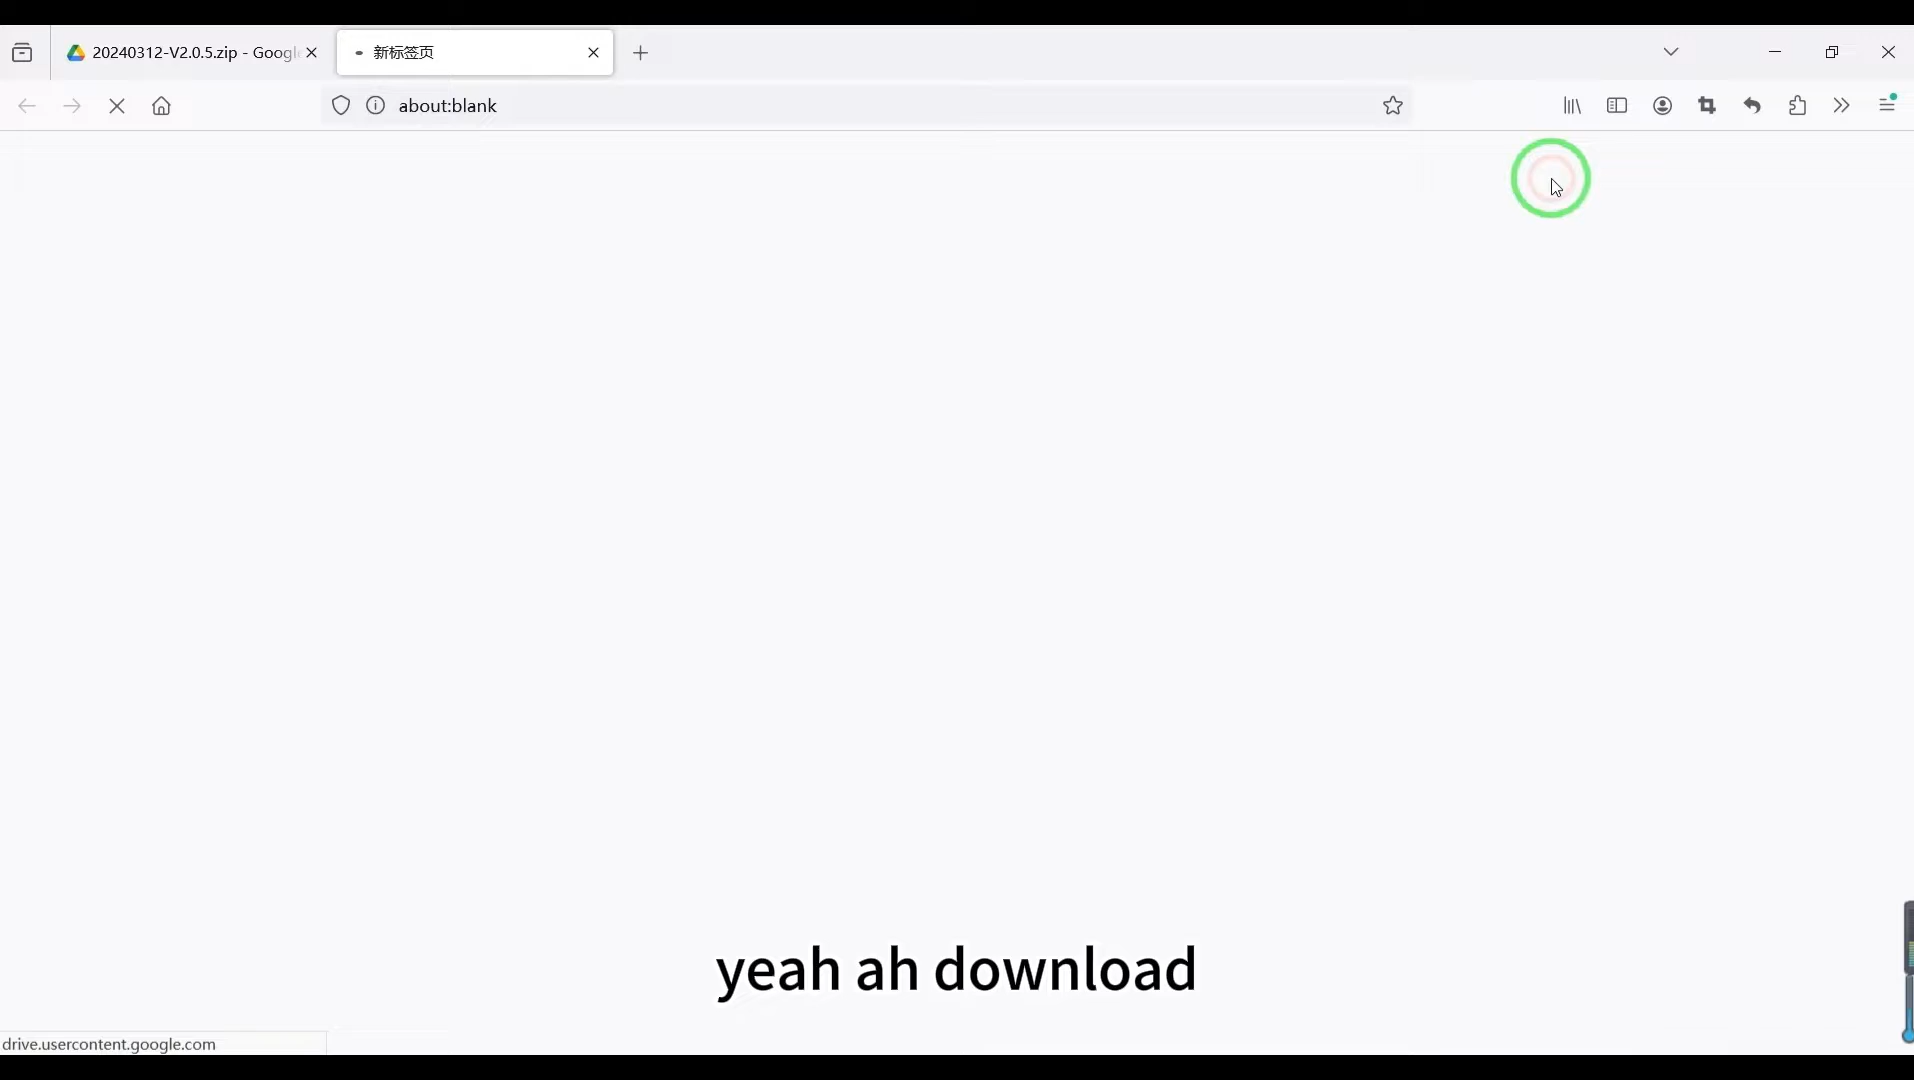 20240312-V2.0.5.zip - Googl
新标签页
about:blank
yeah ah download
drive.usercontent.google.com